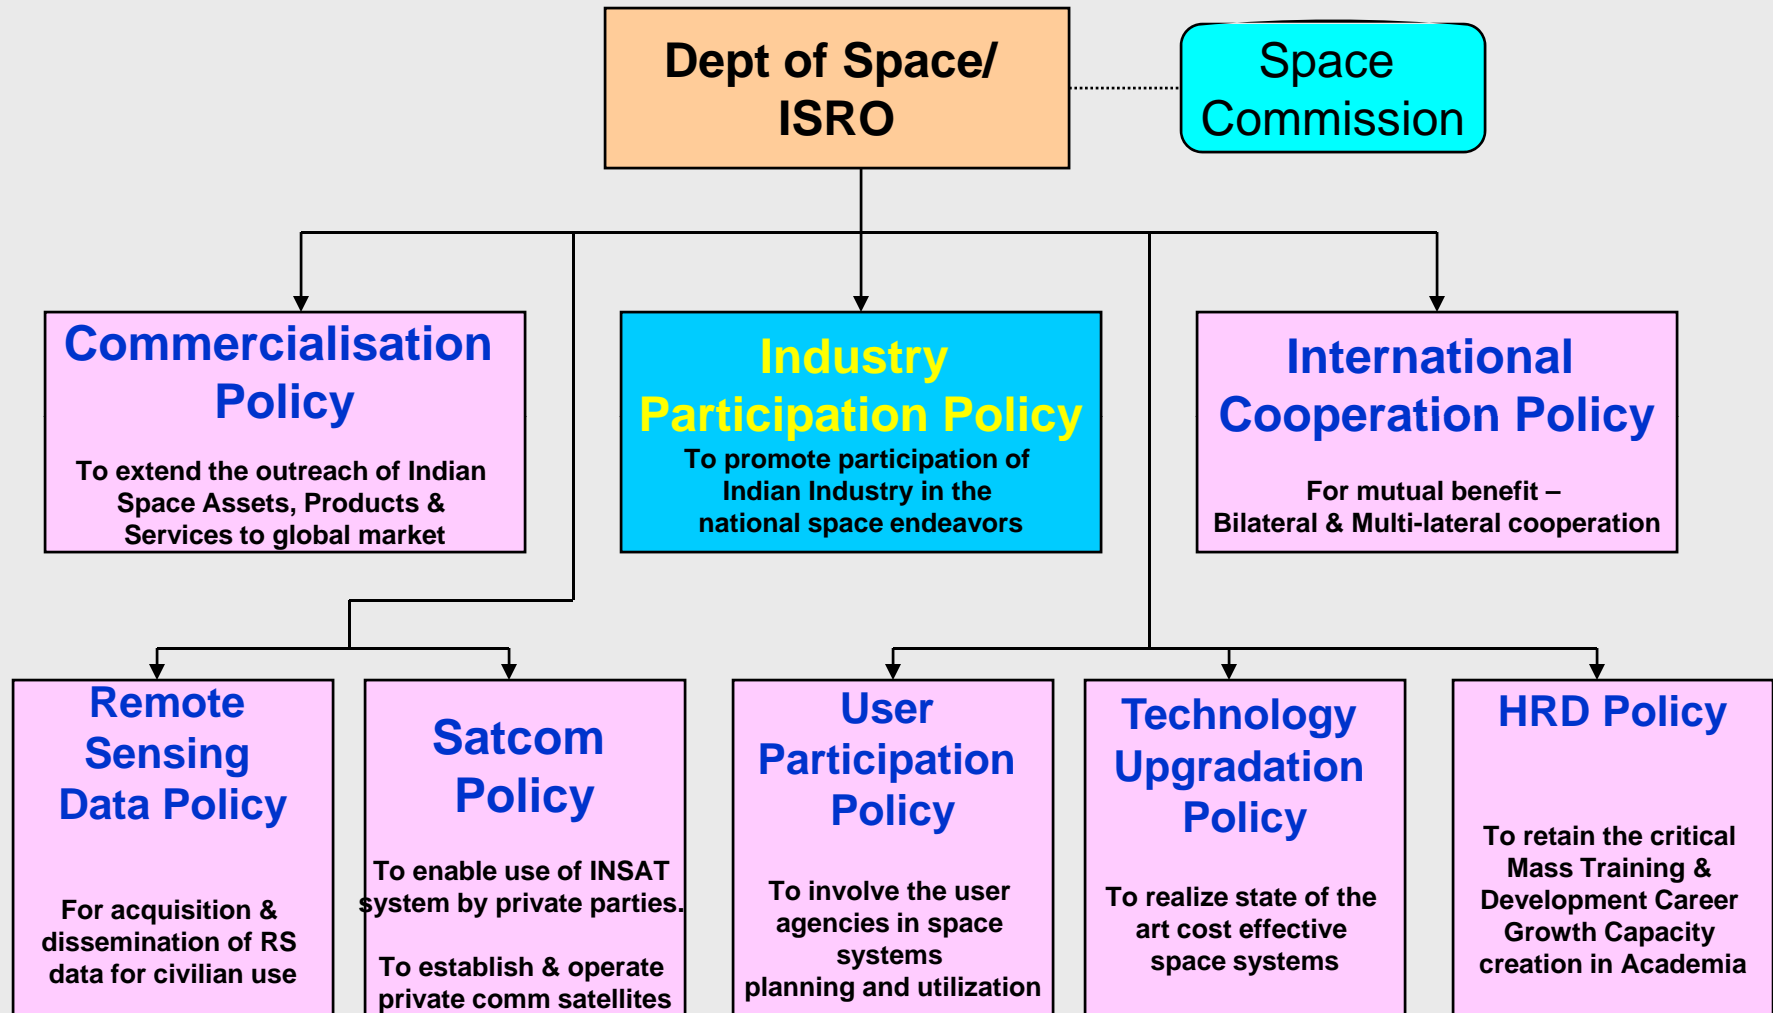 Dept of Space/
ISRO
Space
Commission
Commercialisation
Policy
To extend the outreach of Indian
Space Assets, Products &
Services to global market
Industry
Participation Policy
To promote participation of
Indian Industry in the
national space endeavors
International
Cooperation Policy
For mutual benefit –
Bilateral & Multi-lateral cooperation
Remote
Sensing
Data Policy
For acquisition &
dissemination of RS
data for civilian use
Satcom
Policy
To enable use of INSAT
system by private parties.
To establish & operate
private comm satellites
User
Participation
Policy
To involve the user
agencies in space
systems
planning and utilization
Technology
Upgradation
Policy
To realize state of the
art cost effective
space systems
HRD Policy
To retain the critical
Mass Training &
Development Career
Growth Capacity
creation in Academia